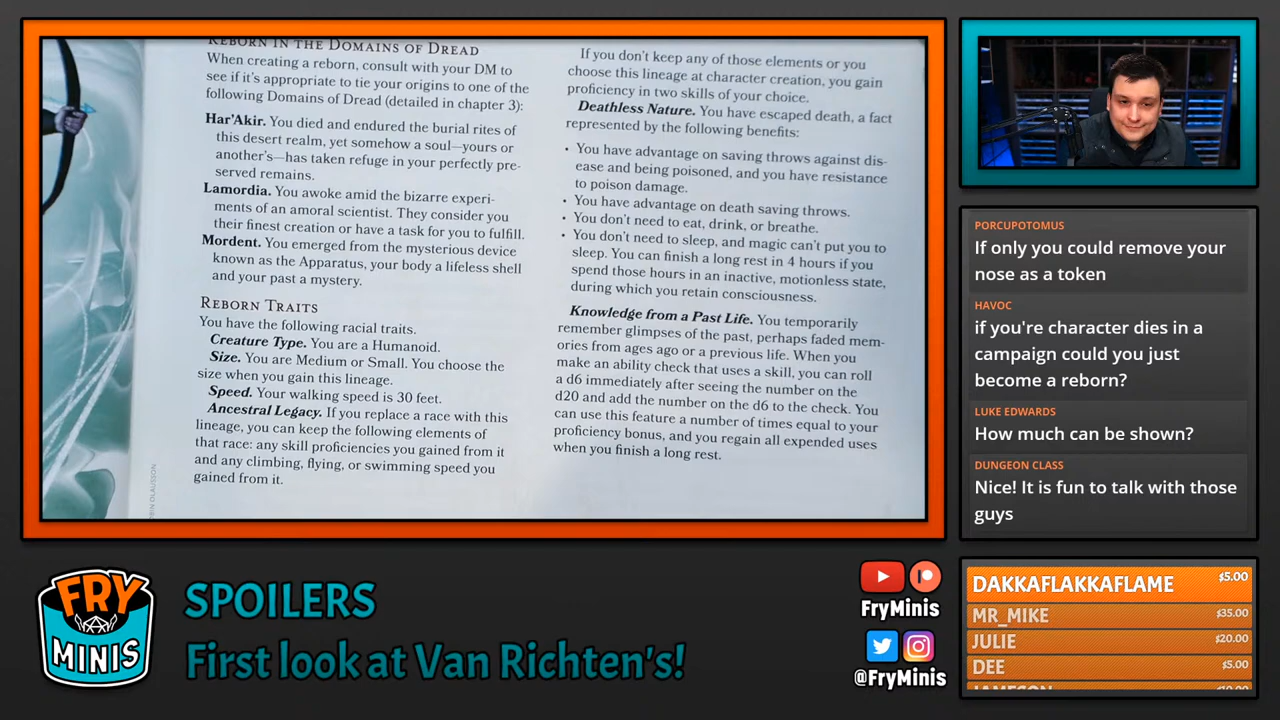 REBORN IN THE DOMAINS OF DREAD
When creating a reborn, consult with your DM to
see if it's appropriate to tie your origins to one of the
following Domains of Dread (detailed in chapter 3):
Har'Akir. You died and endured the burial rites of
this desert realm, yet somehow a soul—yours or
another's—has taken refuge in your perfectly pre-
served remains.
Lamordia. You awoke amid the bizarre experi-
ments of an amoral scientist. They consider you
their finest creation or have a task for you to fulfill.
Mordent. You emerged from the mysterious device
known as the Apparatus, your body a lifeless shell
and your past a mystery.
REBORN TRAITS
You have the following racial traits.
Creature Type. You are a Humanoid.
Size. You are Medium or Small. You choose the
size when you gain this lineage.
Speed. Your walking speed is 30 feet.
Ancestral Legacy. If you replace a race with this
lineage, you can keep the following elements of
that race: any skill proficiencies you gained from it
and any climbing, flying, or swimming speed you
gained from it.
If you don't keep any of those elements or you
choose this lineage at character creation, you gain
proficiency in two skills of your choice.
Deathless Nature. You have escaped death, a fact
represented by the following benefits:
• You have advantage on saving throws against dis-
ease and being poisoned, and you have resistance
to poison damage.
• You have advantage on death saving throws.
• You don't need to eat, drink, or breathe.
• You don't need to sleep, and magic can't put you to
sleep. You can finish a long rest in 4 hours if you
spend those hours in an inactive, motionless state,
during which you retain consciousness.
Knowledge from a Past Life. You temporarily
remember glimpses of the past, perhaps faded mem-
ories from ages ago or a previous life. When you
make an ability check that uses a skill, you can roll
a d6 immediately after seeing the number on the
d20 and add the number on the d6 to the check. You
can use this feature a number of times equal to your
proficiency bonus, and you regain all expended uses
when you finish a long rest.
OLAUSSON
PORCUPOTOMUS
If only you could remove your
nose as a token
HAVOC
if you're character dies in a
campaign could you just
become a reborn?
LUKE EDWARDS
How much can be shown?
DUNGEON CLASS
Nice! It is fun to talk with those
guys
FRY
MINIS
SPOILERS
First look at Van Richten's!
FryMinis
@FryMinis
DAKKAFLAKKAFLAME $5.00
MR_MIKE $35.00
JULIE $20.00
DEE $5.00
JAMESON $10.00